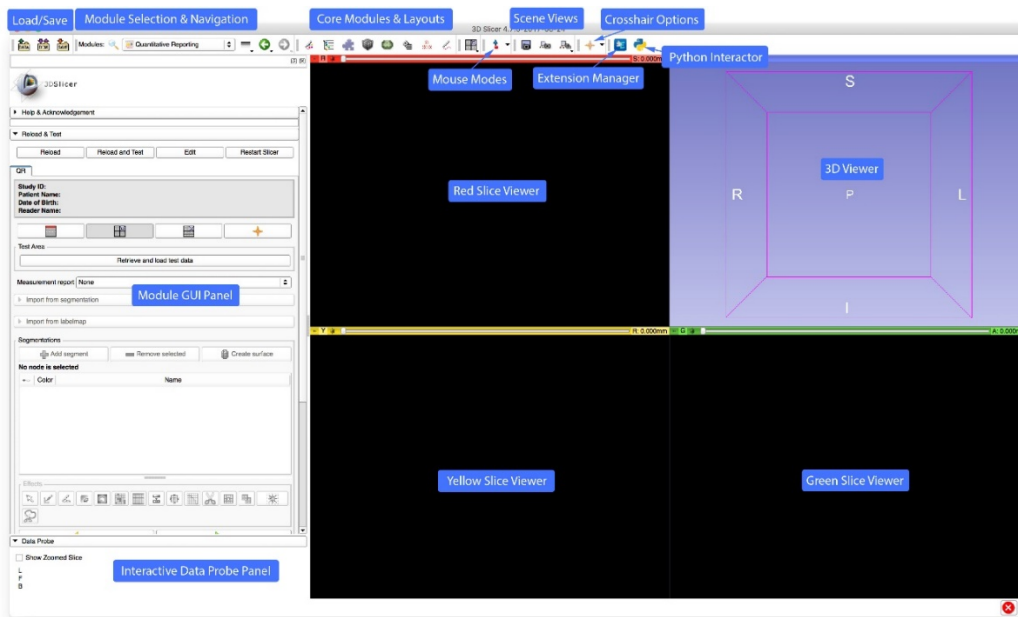 Load/Save
Module Selection & Navigation
Core Modules & Layouts
Scene Views
Crosshair Options
Modules:
Quantitative Reporting
Python Interactor
Mouse Modes
Extension Manager
3DSlicer
R
S: 0.000mm
Help & Acknowledgement
Reload & Test
Reload
Reload and Test
Edit
Restart Slicer
QR
Study ID:
Patient Name:
Date of Birth:
Reader Name:
Test Area
Retrieve and load test data
Measurement report
None
Module GUI Panel
Import from segmentation
Import from labelmap
Segmentations
Add segment
Remove selected
Create surface
No node is selected
Color
Name
Effects
Data Probe
Show Zoomed Slice
L
F
B
Interactive Data Probe Panel
Red Slice Viewer
S
3D Viewer
R
P
L
I
Y
R: 0.000mm
G
Yellow Slice Viewer
Green Slice Viewer